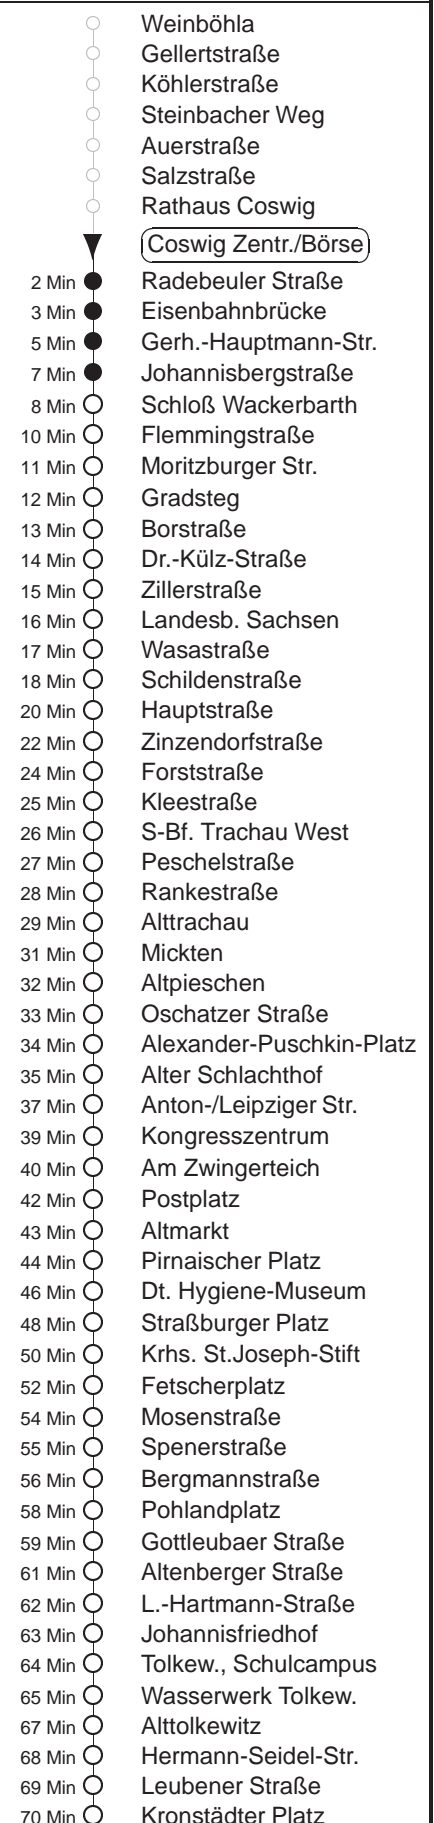 Weinböhla
Gellertstraße
Köhlerstraße
Steinbacher Weg
Auerstraße
Salzstraße
Rathaus Coswig
Coswig Zentr./Börse
2 Min Radebeuler Straße
3 Min Eisenbahnbrücke
5 Min Gerh.-Hauptmann-Str.
7 Min Johannisbergstraße
8 Min Schloß Wackerbarth
10 Min Flemmingstraße
11 Min Moritzburger Str.
12 Min Gradsteg
13 Min Borstraße
14 Min Dr.-Külz-Straße
15 Min Zillerstraße
16 Min Landesb. Sachsen
17 Min Wasastraße
18 Min Schildenstraße
20 Min Hauptstraße
22 Min Zinzendorfstraße
24 Min Forststraße
25 Min Kleestraße
26 Min S-Bf. Trachau West
27 Min Peschelstraße
28 Min Rankestraße
29 Min Alttrachau
31 Min Mickten
32 Min Altpieschen
33 Min Oschatzer Straße
34 Min Alexander-Puschkin-Platz
35 Min Alter Schlachthof
37 Min Anton-/Leipziger Str.
39 Min Kongresszentrum
40 Min Am Zwingerteich
42 Min Postplatz
43 Min Altmarkt
44 Min Pirnaischer Platz
46 Min Dt. Hygiene-Museum
48 Min Straßburger Platz
50 Min Krhs. St.Joseph-Stift
52 Min Fetscherplatz
54 Min Mosenstraße
55 Min Spenerstraße
56 Min Bergmannstraße
58 Min Pohlandplatz
59 Min Gottleubaer Straße
61 Min Altenberger Straße
62 Min L.-Hartmann-Straße
63 Min Johannisfriedhof
64 Min Tolkew., Schulcampus
65 Min Wasserwerk Tolkew.
67 Min Alttolkewitz
68 Min Hermann-Seidel-Str.
69 Min Leubener Straße
70 Min Kronstädter Platz